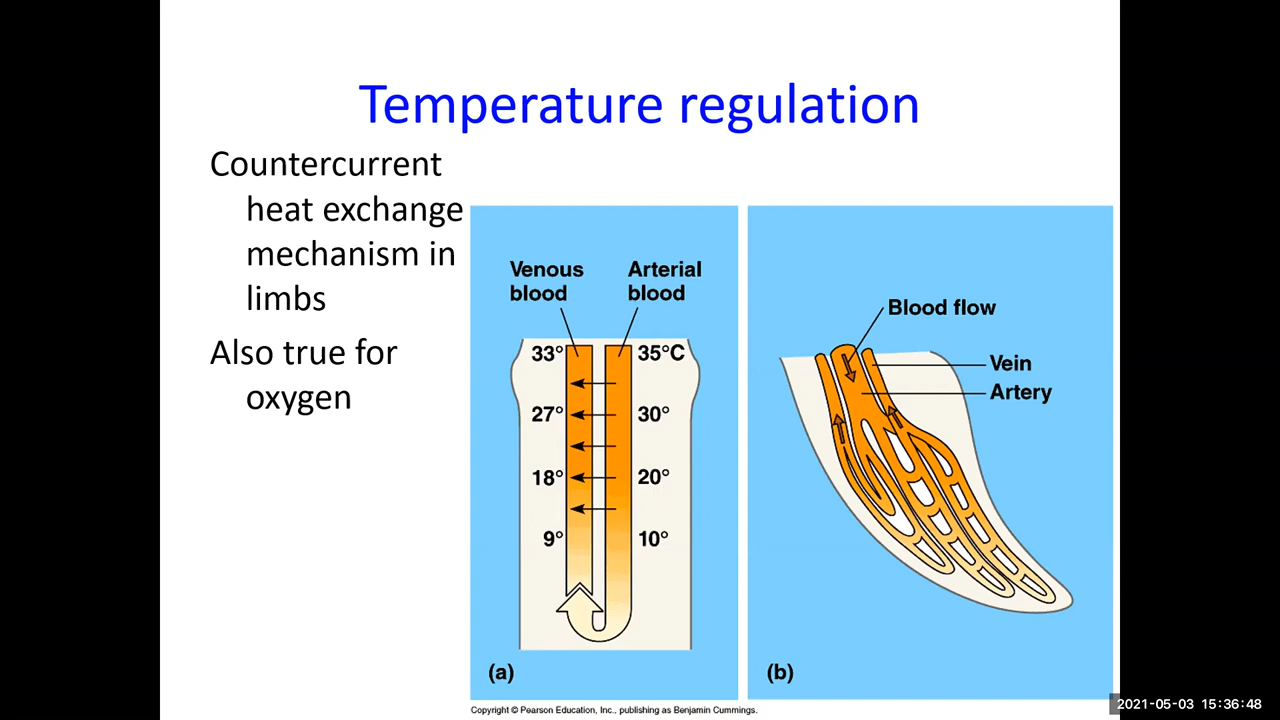 Temperature regulation
Countercurrent
heat exchange
mechanism in
limbs
Also true for
oxygen
Venous
blood
Arterial
blood
33°
35°C
27°
30°
18°
20°
9°
10°
(a)
Blood flow
Vein
Artery
(b)
Copyright © Pearson Education, Inc., publishing as Benjamin Cummings.
2021-05-03 15:36:48